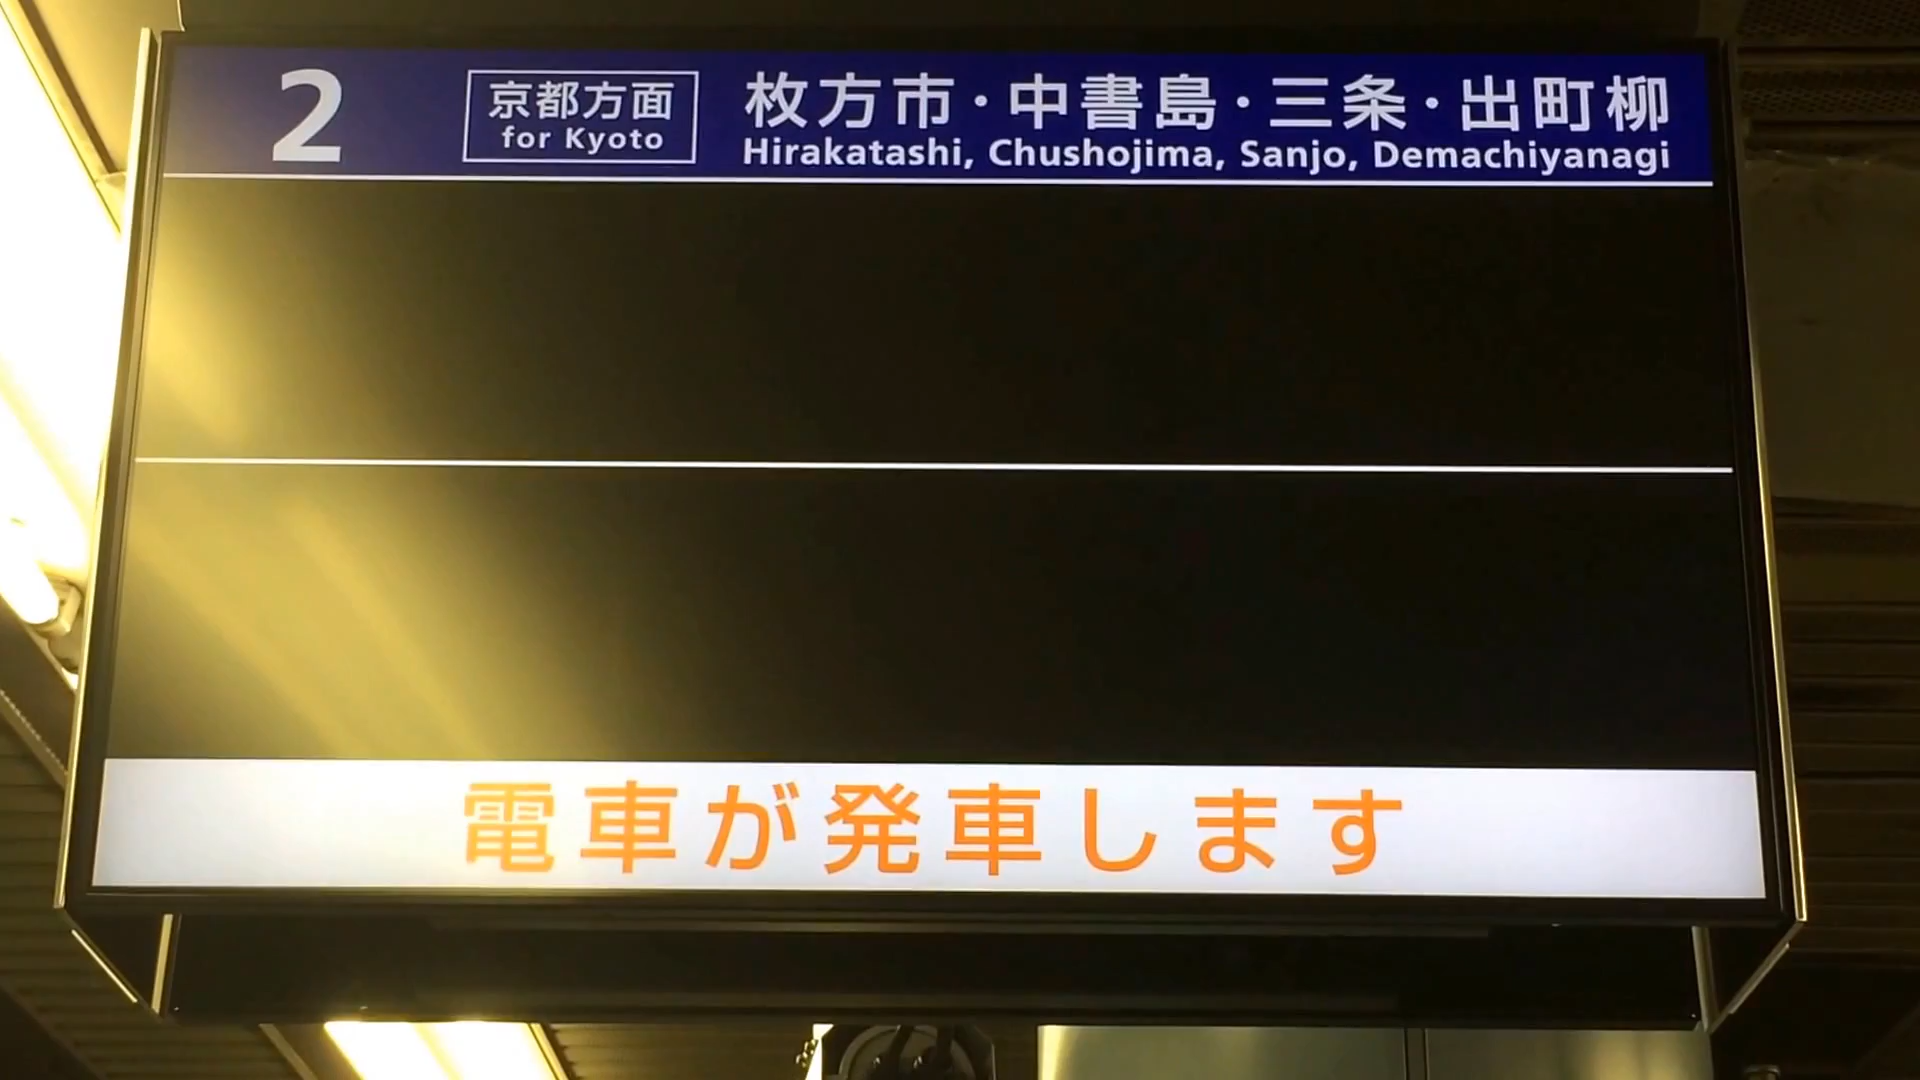 2
京都方面
for Kyoto
枚方市・中書島・三条・出町柳
Hirakatashi, Chushojima, Sanjo, Demachiyanagi
電車が発車します